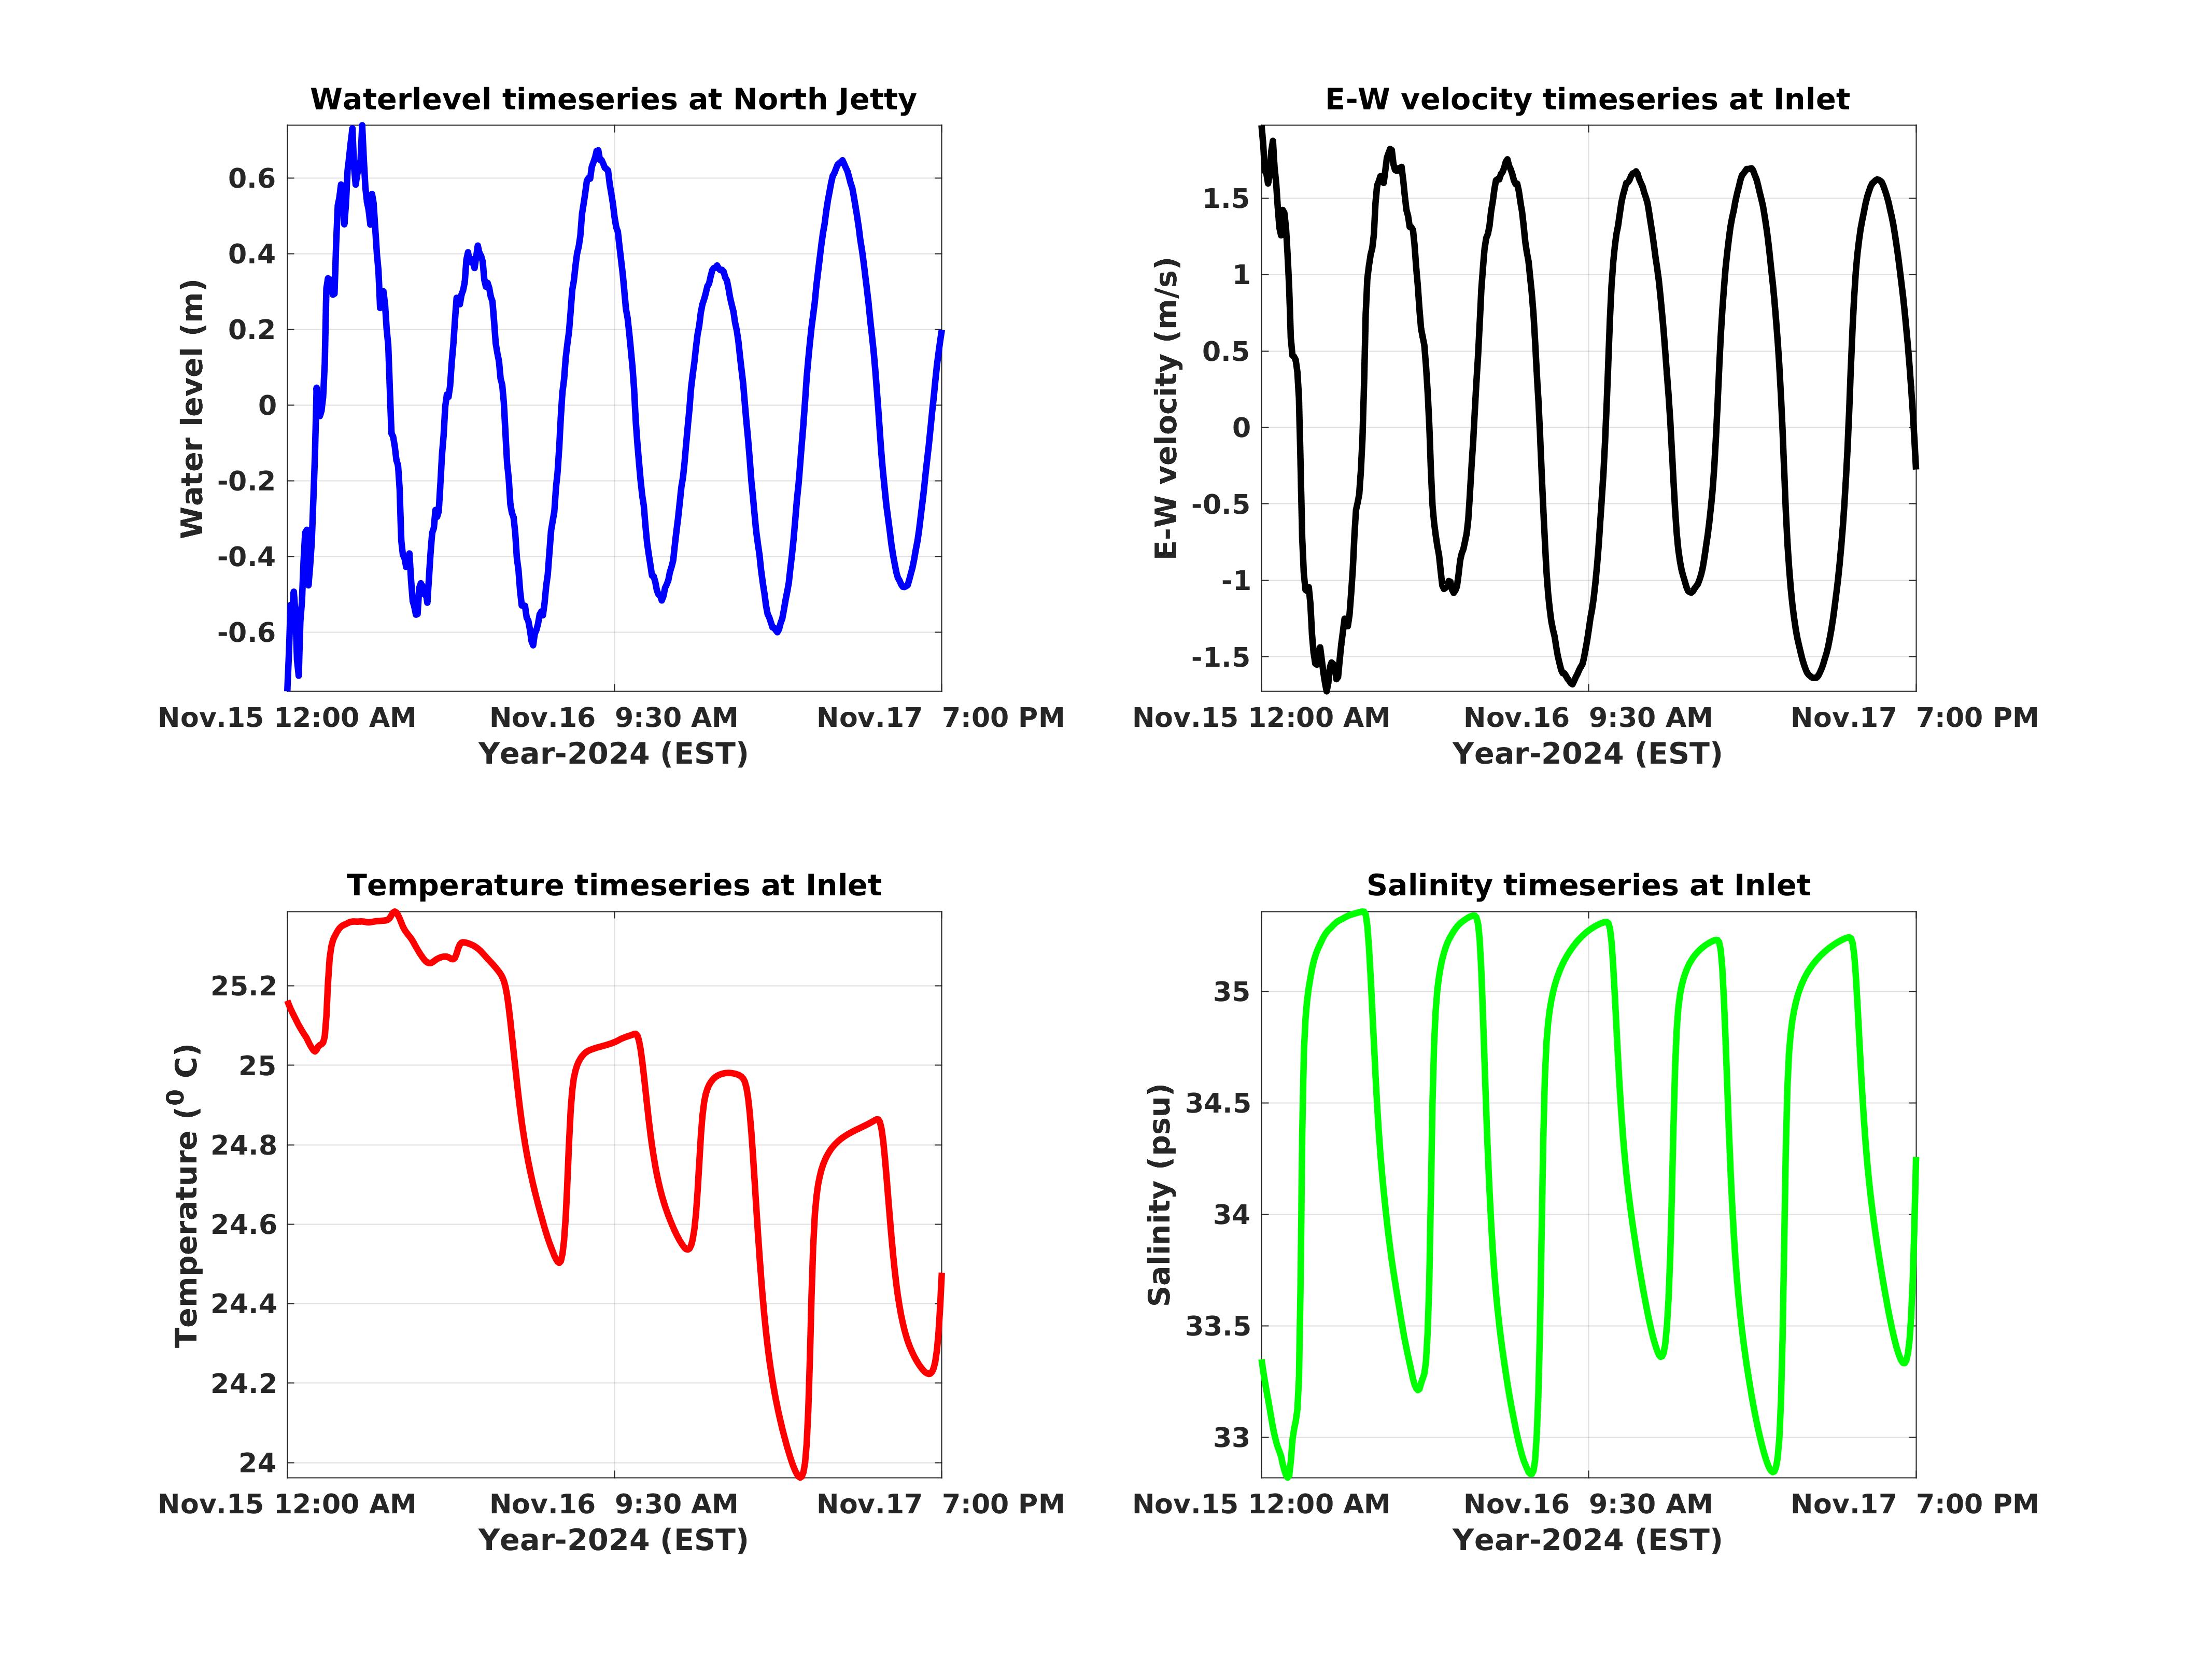 Waterlevel timeseries at North Jetty
Water level (m)
0.6
0.4
0.2
0
-0.2
-0.4
-0.6
Nov.15 12:00 AM Nov.16 9:30 AM Nov.17 7:00 PM
Year-2024 (EST)
E-W velocity timeseries at Inlet
E-W velocity (m/s)
1.5
1
0.5
0
-0.5
-1
-1.5
Nov.15 12:00 AM Nov.16 9:30 AM Nov.17 7:00 PM
Year-2024 (EST)
Temperature timeseries at Inlet
Temperature (⁰ C)
25.2
25
24.8
24.6
24.4
24.2
24
Nov.15 12:00 AM Nov.16 9:30 AM Nov.17 7:00 PM
Year-2024 (EST)
Salinity timeseries at Inlet
Salinity (psu)
35
34.5
34
33.5
33
Nov.15 12:00 AM Nov.16 9:30 AM Nov.17 7:00 PM
Year-2024 (EST)